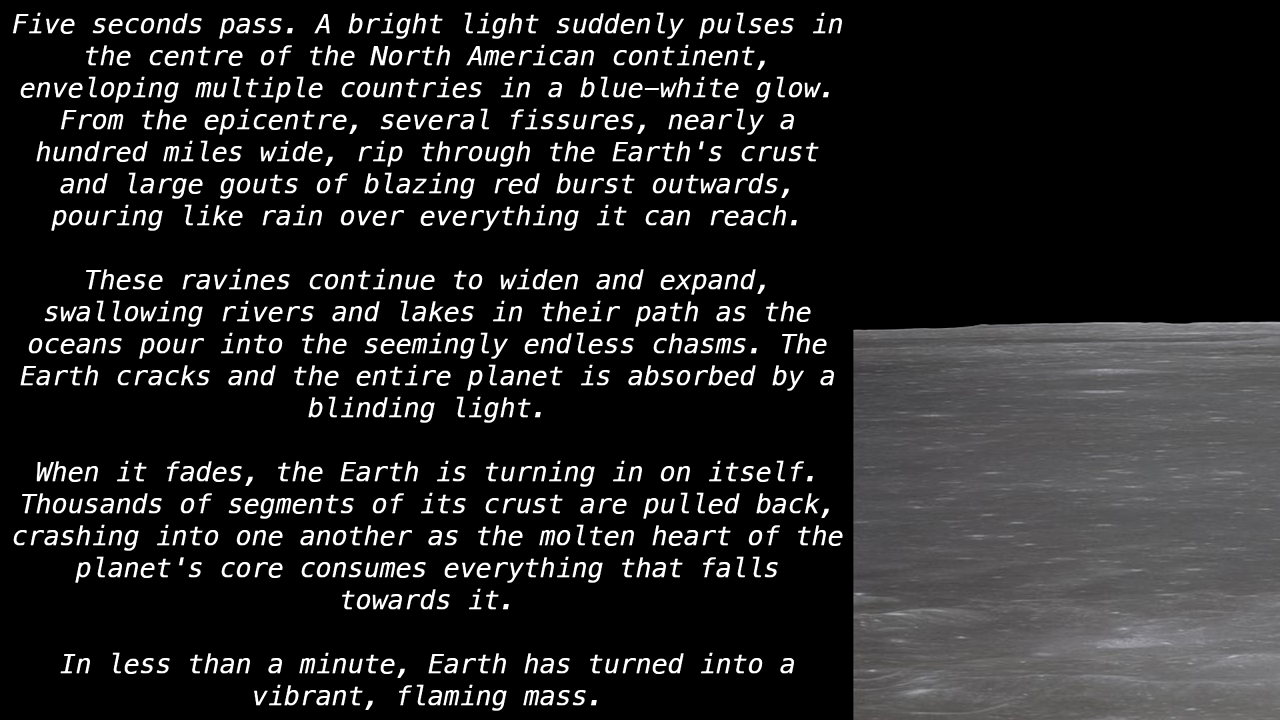 Five seconds pass. A bright light suddenly pulses in
the centre of the North American continent,
enveloping multiple countries in a blue–white glow.
From the epicentre, several fissures, nearly a
hundred miles wide, rip through the Earth's crust
and large gouts of blazing red burst outwards,
pouring like rain over everything it can reach.
These ravines continue to widen and expand,
swallowing rivers and lakes in their path as the
oceans pour into the seemingly endless chasms. The
Earth cracks and the entire planet is absorbed by a
blinding light.
When it fades, the Earth is turning in on itself.
Thousands of segments of its crust are pulled back,
crashing into one another as the molten heart of the
planet's core consumes everything that falls
towards it.
In less than a minute, Earth has turned into a
vibrant, flaming mass.